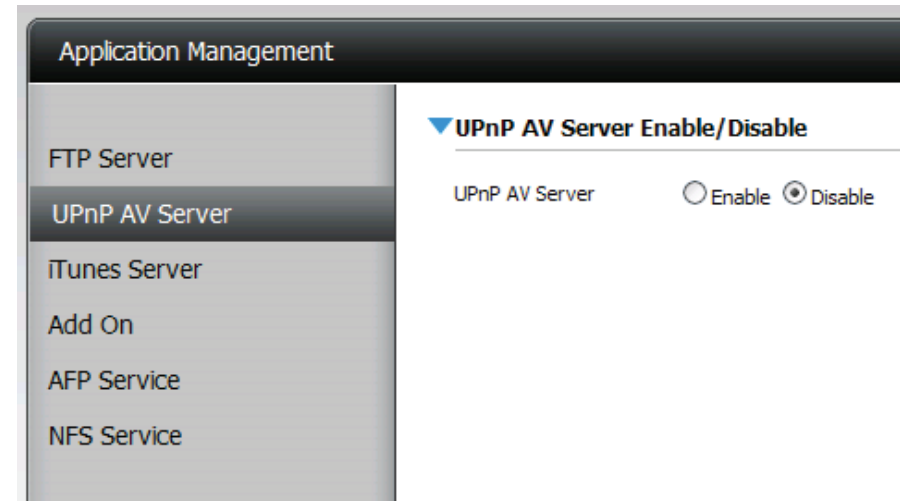 Application Management
FTP Server
UPnP AV Server
iTunes Server
Add On
AFP Service
NFS Service
UPnP AV Server Enable/Disable
UPnP AV Server Enable Disable